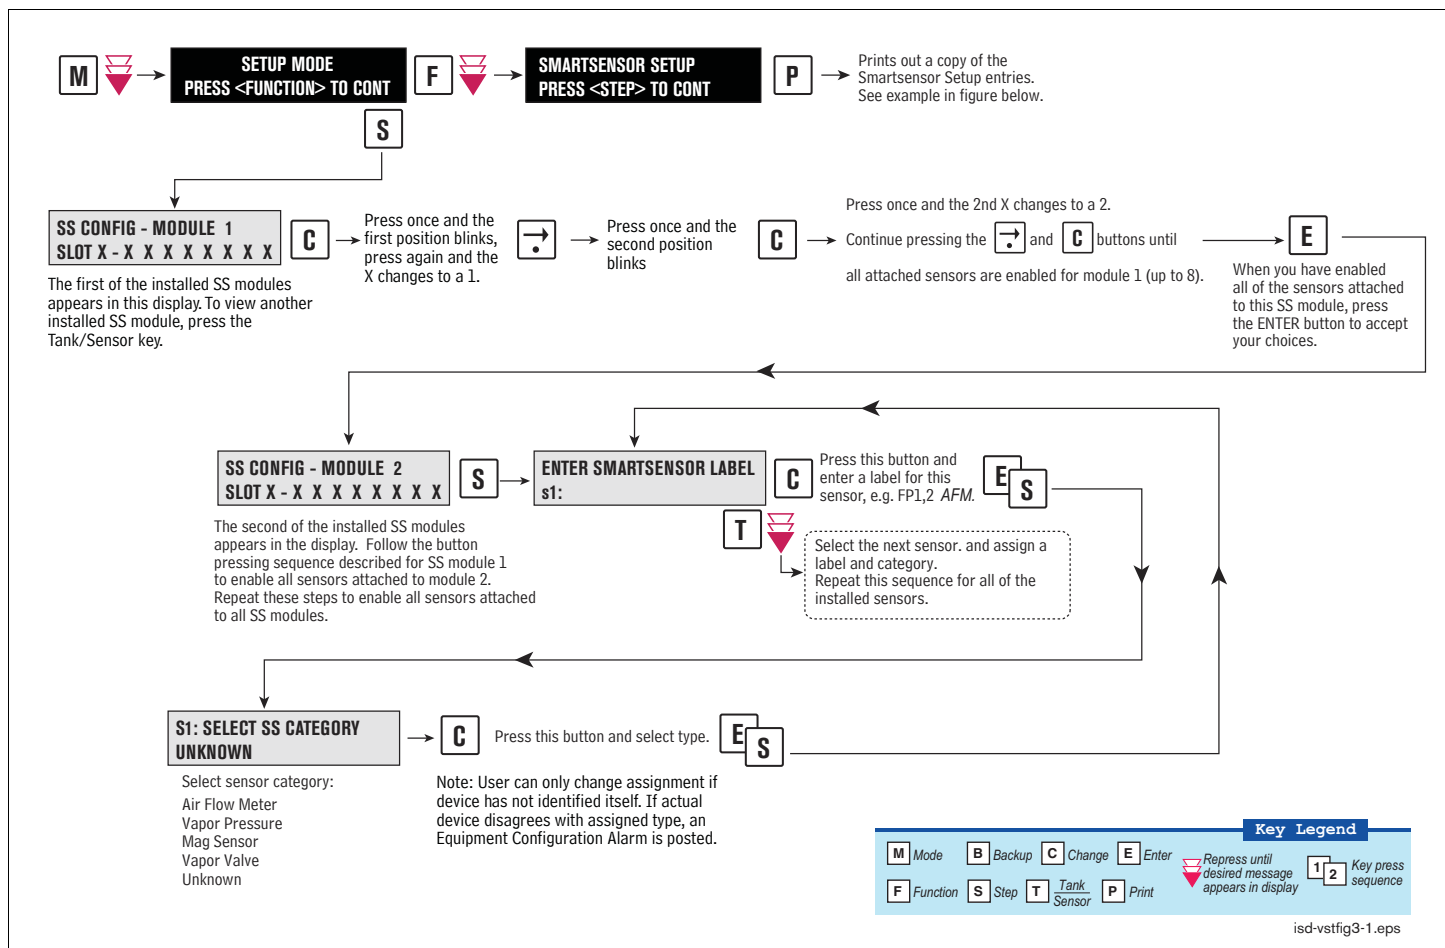 M
SETUP MODE
PRESS <FUNCTION> TO CONT
F
SMARTSENSOR SETUP
PRESS <STEP> TO CONT
P
Prints out a copy of the
Smartsensor Setup entries.
See example in figure below.
S
SS CONFIG - MODULE 1
SLOT X - X X X X X X X X
C
Press once and the
first position blinks,
press again and the
X changes to a 1.
Press once and the
second position
blinks
C
Press once and the 2nd X changes to a 2.
Continue pressing the and C buttons until
all attached sensors are enabled for module 1 (up to 8).
E
When you have enabled
all of the sensors attached
to this SS module, press
the ENTER button to accept
your choices.
The first of the installed SS modules
appears in this display. To view another
installed SS module, press the
Tank/Sensor key.
SS CONFIG - MODULE 2
SLOT X - X X X X X X X X
S
ENTER SMARTSENSOR LABEL
s1:
C
Press this button and
enter a label for this
sensor, e.g. FP1,2 AFM.
E
S
The second of the installed SS modules
appears in the display. Follow the button
pressing sequence described for SS module 1
to enable all sensors attached to module 2.
Repeat these steps to enable all sensors attached
to all SS modules.
T
Select the next sensor. and assign a
label and category.
Repeat this sequence for all of the
installed sensors.
S1: SELECT SS CATEGORY
UNKNOWN
C
Press this button and select type.
E
S
Select sensor category:
Air Flow Meter
Vapor Pressure
Mag Sensor
Vapor Valve
Unknown
Note: User can only change assignment if
device has not identified itself. If actual
device disagrees with assigned type, an
Equipment Configuration Alarm is posted.
Key Legend
M Mode
B Backup
C Change
E Enter
F Function
S Step
T Tank
Sensor
P Print
Repress until
desired message
appears in display
1
2
Key press
sequence
isd-vstfig3-1.eps